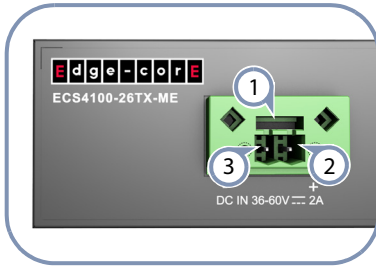 Edge-corE
ECS4100-26TX-ME
1
3
2
+
DC IN 36-60V ⎓ 2A